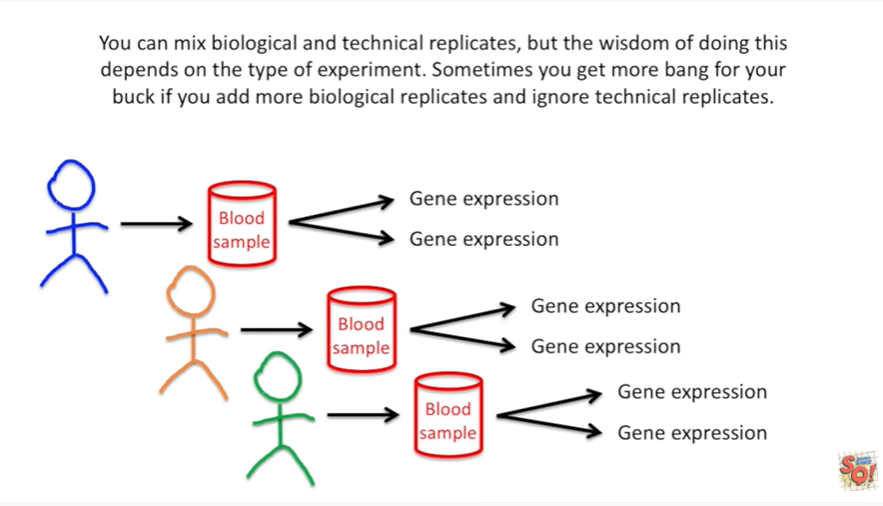 You can mix biological and technical replicates, but the wisdom of doing this
depends on the type of experiment. Sometimes you get more bang for your
buck if you add more biological replicates and ignore technical replicates.
Blood
sample
Gene expression
Gene expression
Blood
sample
Gene expression
Gene expression
Blood
sample
Gene expression
Gene expression
SQ!